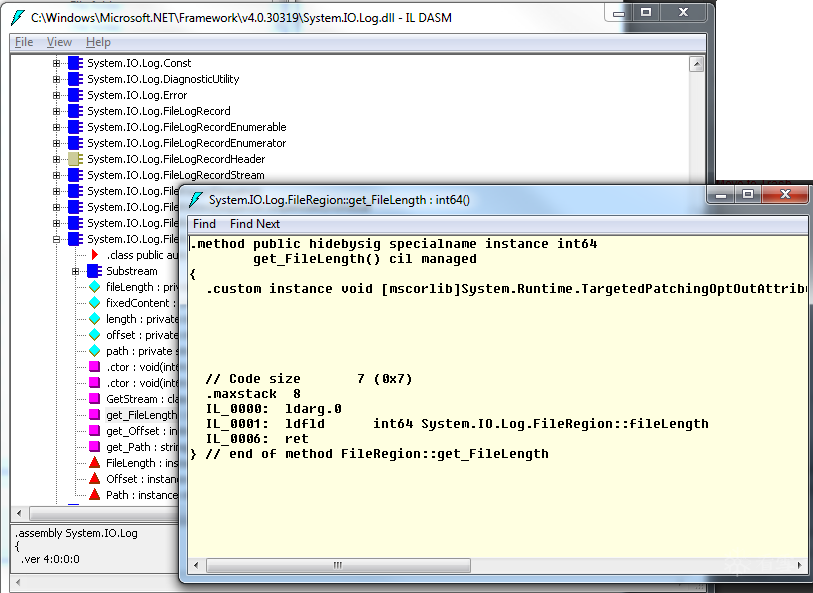 C:\Windows\Microsoft.NET\Framework\v4.0.30319\System.IO.Log.dll - IL DASM
File View Help
System.IO.Log.Const
System.IO.Log.DiagnosticUtility
System.IO.Log.Error
System.IO.Log.FileLogRecord
System.IO.Log.FileLogRecordEnumerable
System.IO.Log.FileLogRecordEnumerator
System.IO.Log.FileLogRecordHeader
System.IO.Log.FileLogRecordStream
System.IO.Log.File
System.IO.Log.File
System.IO.Log.File
System.IO.Log.File
.class public au
Substream
fileLength : priv
fixedContent :
length : private
offset : private
path : private s
.ctor : void(int6
.ctor : void(int6
GetStream : cla
get_FileLength
get_Offset : in
get_Path : strin
FileLength : ins
Offset : instanc
Path : instance
.assembly System.IO.Log
{
.ver 4:0:0:0
System.IO.Log.FileRegion::get_FileLength : int64()
Find Find Next
.method public hidebysig specialname instance int64
get_FileLength() cil managed
{
.custom instance void [mscorlib]System.Runtime.TargetedPatchingOptOutAttribu
// Code size 7 (0x7)
.maxstack 8
IL_0000: ldarg.0
IL_0001: ldfld int64 System.IO.Log.FileRegion::fileLength
IL_0006: ret
} // end of method FileRegion::get_FileLength